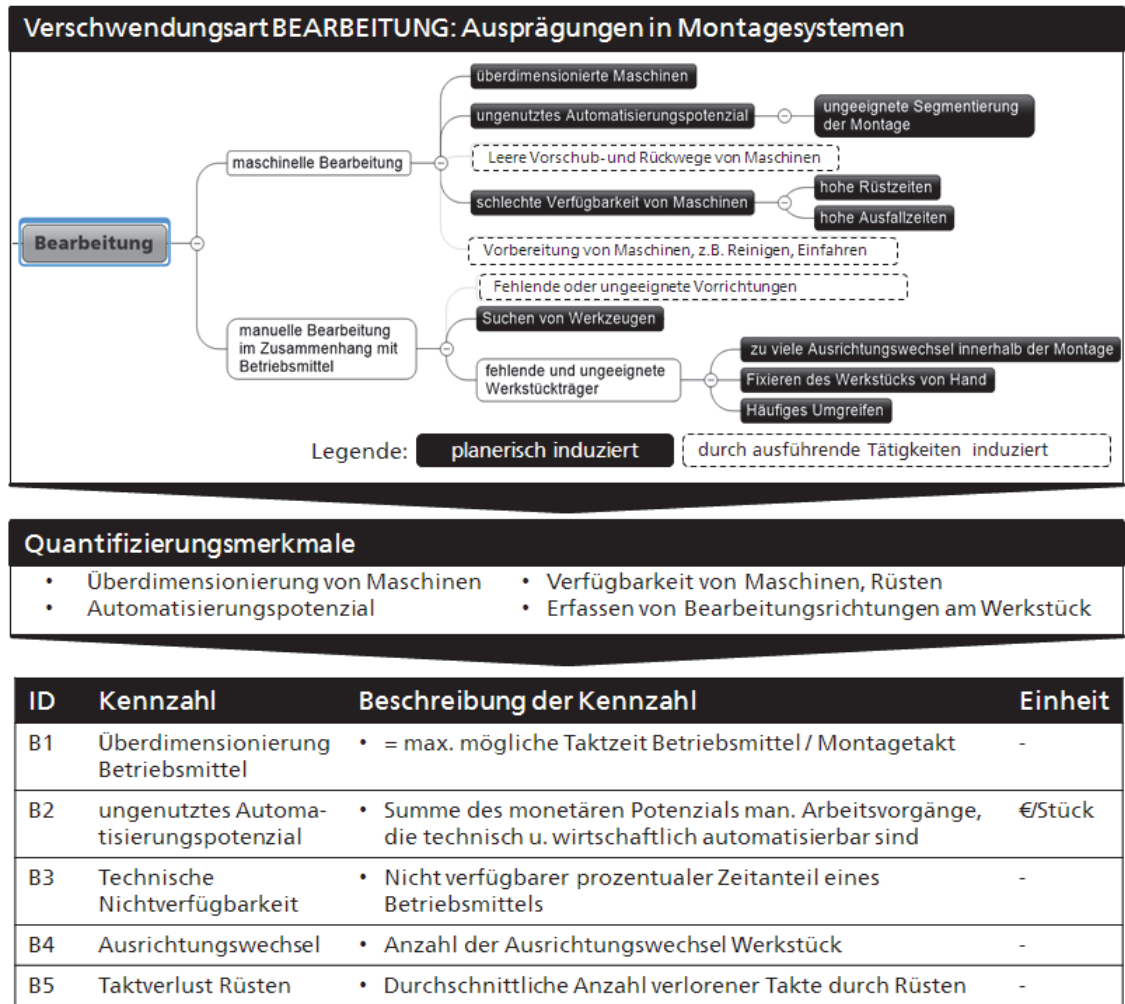 Verschwendungsart BEARBEITUNG: Ausprägungen in Montagesystemen
überdimensionierte Maschinen
ungenutztes Automatisierungspotenzial
ungeeignete Segmentierung
der Montage
maschinelle Bearbeitung
Leere Vorschub- und Rückwege von Maschinen
schlechte Verfügbarkeit von Maschinen
hohe Rüstzeiten
hohe Ausfallzeiten
Bearbeitung
Vorbereitung von Maschinen, z.B. Reinigen, Einfahren
Fehlende oder ungeeignete Vorrichtungen
Suchen von Werkzeugen
manuelle Bearbeitung
im Zusammenhang mit
Betriebsmittel
fehlende und ungeeignete
Werkstückträger
zu viele Ausrichtungswechsel innerhalb der Montage
Fixieren des Werkstücks von Hand
Häufiges Umgreifen
Legende: planerisch induziert durch ausführende Tätigkeiten induziert
Quantifizierungsmerkmale
• Überdimensionierung von Maschinen
• Automatisierungspotenzial
• Verfügbarkeit von Maschinen, Rüsten
• Erfassen von Bearbeitungsrichtungen am Werkstück
ID Kennzahl Beschreibung der Kennzahl Einheit
B1 Überdimensionierung • = max. mögliche Taktzeit Betriebsmittel / Montagetakt -
Betriebsmittel
B2 ungenutztes Automa- • Summe des monetären Potenzials man. Arbeitsvorgänge, €/Stück
tisierungspotenzial die technisch u. wirtschaftlich automatisierbar sind
B3 Technische • Nicht verfügbarer prozentualer Zeitanteil eines -
Nichtverfügbarkeit Betriebsmittels
B4 Ausrichtungswechsel • Anzahl der Ausrichtungswechsel Werkstück -
B5 Taktverlust Rüsten • Durchschnittliche Anzahl verlorener Takte durch Rüsten -